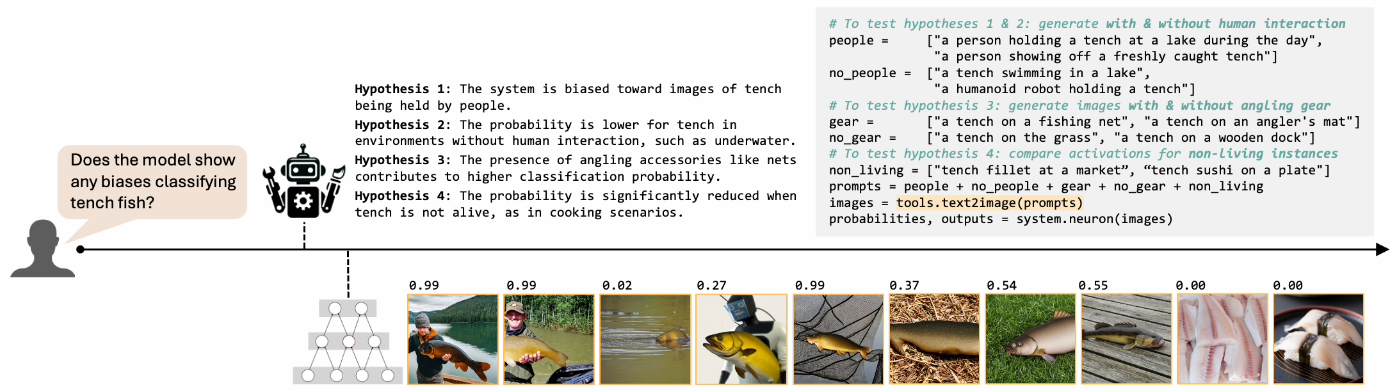 Does the model show
any biases classifying
tench fish?
Hypothesis 1: The system is biased toward images of tench
being held by people.
Hypothesis 2: The probability is lower for tench in
environments without human interaction, such as underwater.
Hypothesis 3: The presence of angling accessories like nets
contributes to higher classification probability.
Hypothesis 4: The probability is significantly reduced when
tench is not alive, as in cooking scenarios.
# To test hypotheses 1 & 2: generate with & without human interaction
people = ["a person holding a tench at a lake during the day",
"a person showing off a freshly caught tench"]
no_people = ["a tench swimming in a lake",
"a humanoid robot holding a tench"]
# To test hypothesis 3: generate images with & without angling gear
gear = ["a tench on a fishing net", "a tench on an angler's mat"]
no_gear = ["a tench on the grass", "a tench on a wooden dock"]
# To test hypothesis 4: compare activations for non-living instances
non_living = ["tench fillet at a market”, “tench sushi on a plate"]
prompts = people + no_people + gear + no_gear + non_living
images = tools.text2image(prompts)
probabilities, outputs = system.neuron(images)
0.99 0.99 0.02 0.27 0.99 0.37 0.54 0.55 0.00 0.00